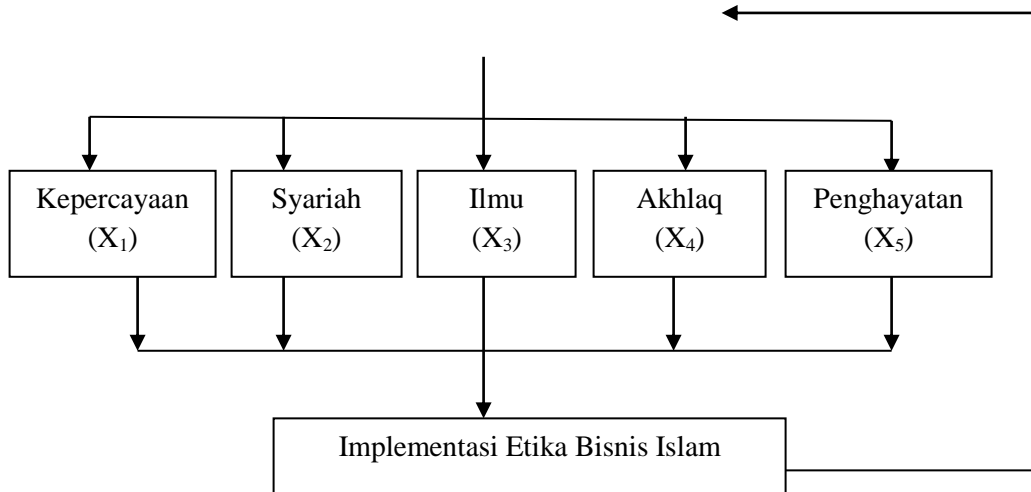 Kepercayaan
(X₁)
Syariah
(X₂)
Ilmu
(X₃)
Akhlaq
(X₄)
Penghayatan
(X₅)
Implementasi Etika Bisnis Islam